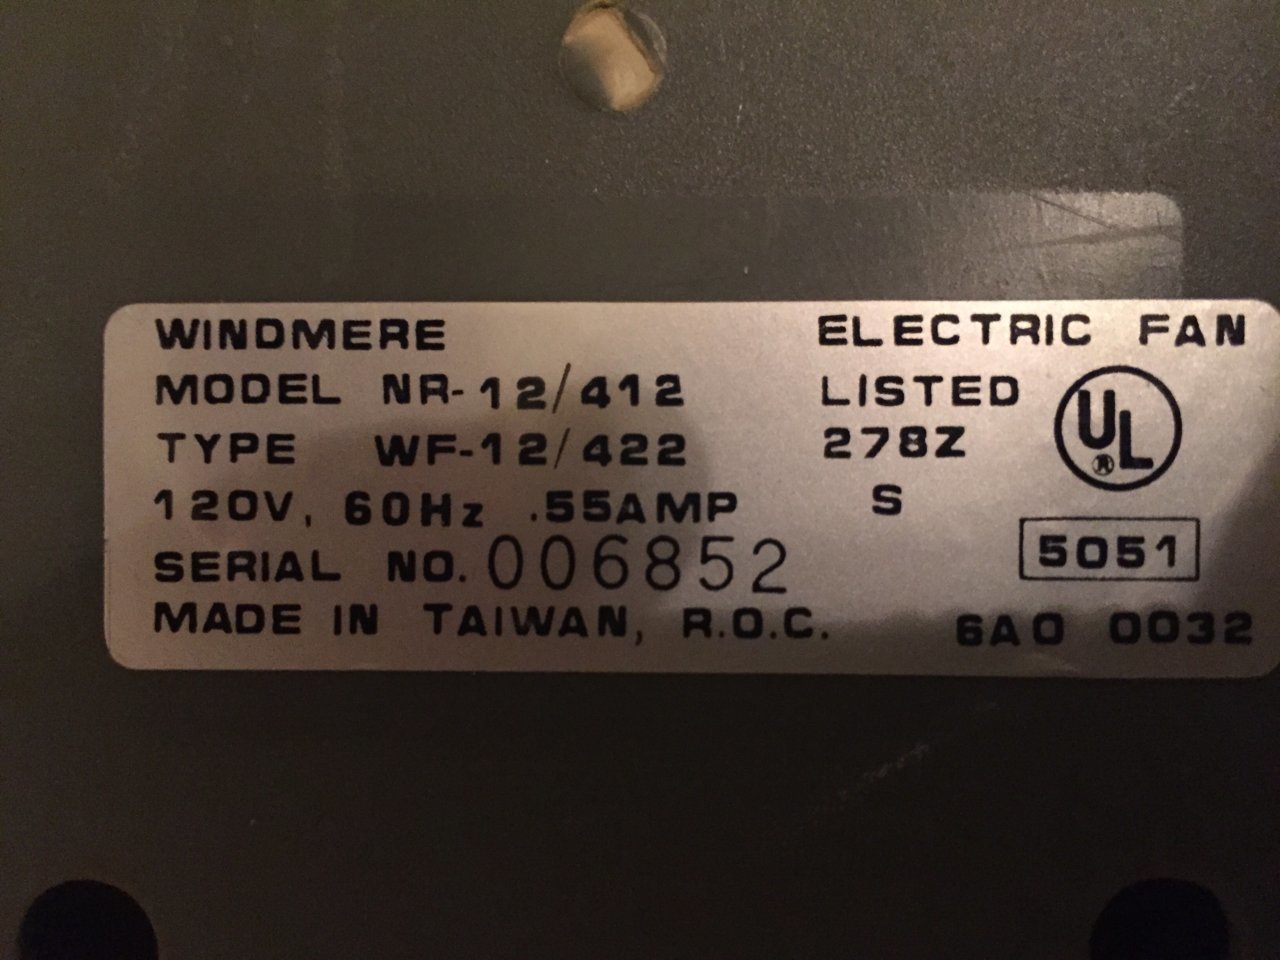 WINDMERE ELECTRIC FAN
MODEL NR-12/412 LISTED
TYPE WF-12/422 278Z UL ®
120V, 60Hz .55AMP S
SERIAL NO. 006852 5051
MADE IN TAIWAN, R.O.C. 6A0 0032